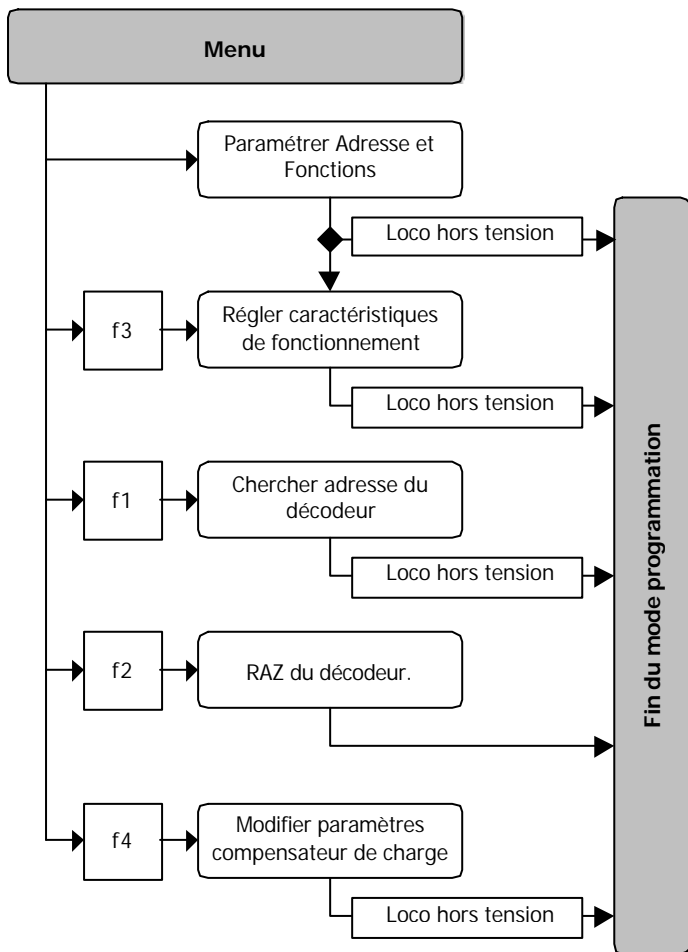 Menu
Paramétrer Adresse et
Fonctions
Loco hors tension
f3
Régler caractéristiques
de fonctionnement
Loco hors tension
f1
Chercher adresse du
décodeur
Loco hors tension
f2
RAZ du décodeur.
f4
Modifier paramètres
compensateur de charge
Loco hors tension
Fin du mode programmation